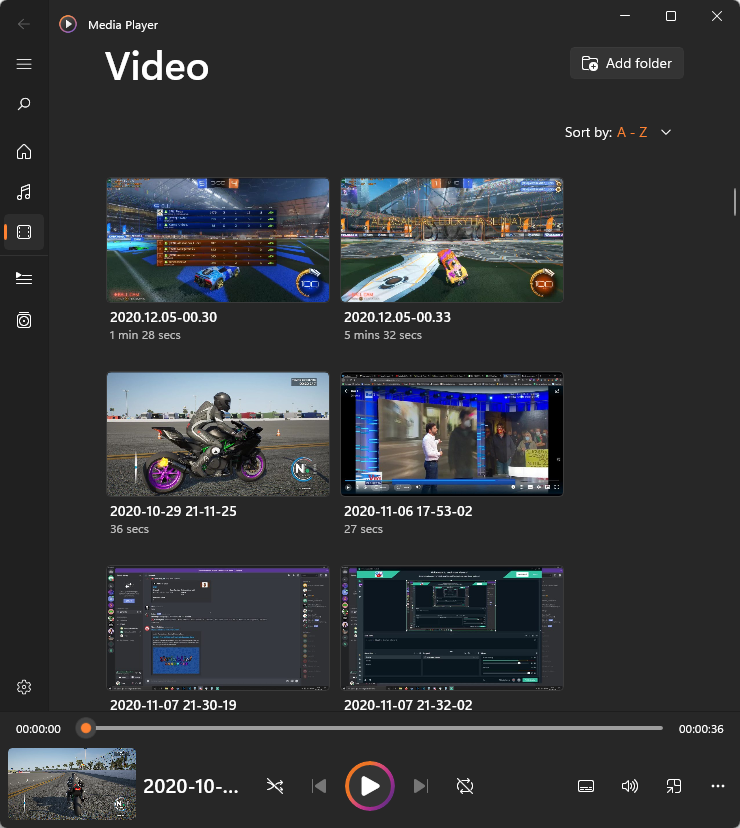 Media Player
Video
Add folder
Sort by: A - Z
2020.12.05-00.30
1 min 28 secs
2020.12.05-00.33
5 mins 32 secs
2020-10-29 21-11-25
36 secs
2020-11-06 17-53-02
27 secs
2020-11-07 21-30-19
2020-11-07 21-32-02
00:00:00
00:00:36
2020-10-...